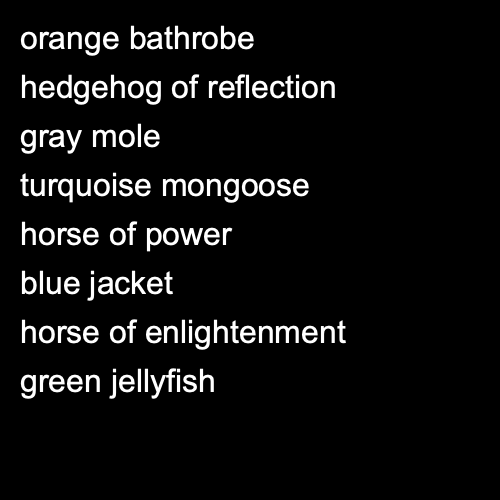 orange bathrobe
hedgehog of reflection
gray mole
turquoise mongoose
horse of power
blue jacket
horse of enlightenment
green jellyfish